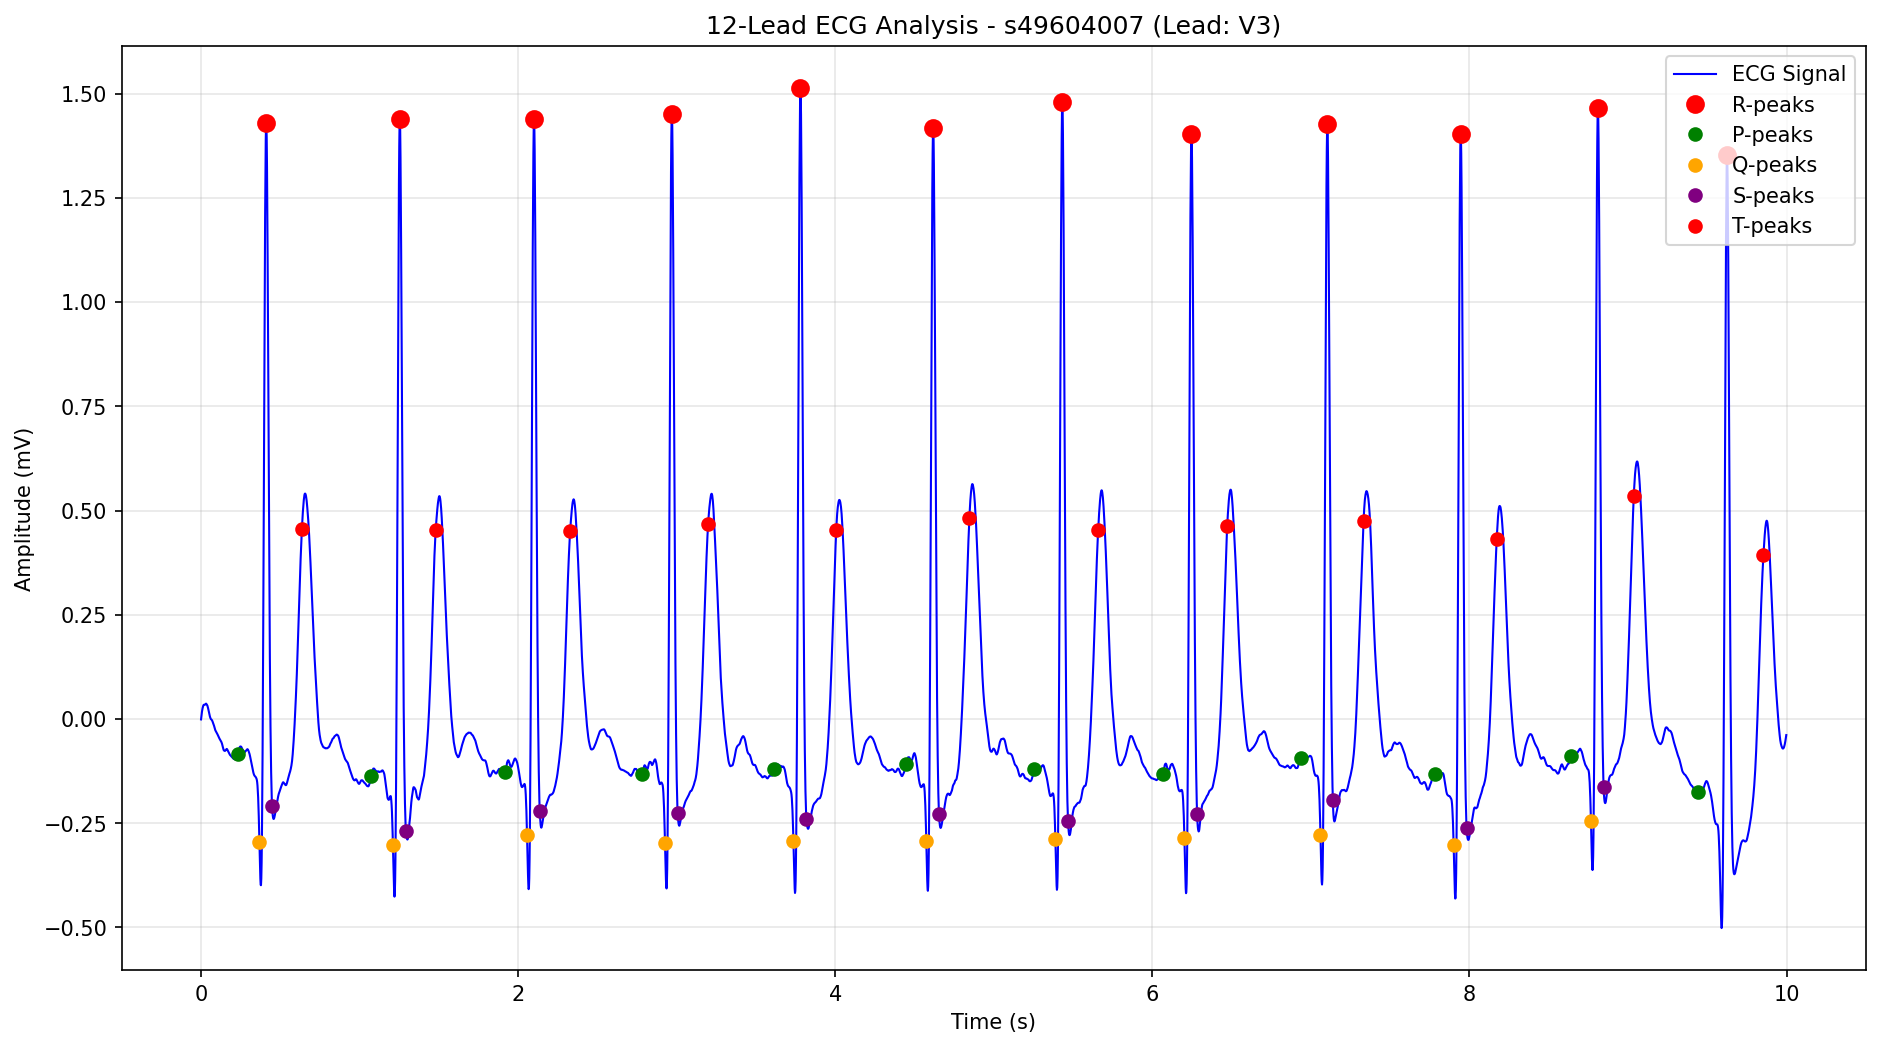 12-Lead ECG Analysis - s49604007 (Lead: V3)
ECG Signal
R-peaks
P-peaks
Q-peaks
S-peaks
T-peaks
Amplitude (mV)
1.50
1.25
1.00
0.75
0.50
0.25
0.00
−0.25
−0.50
0 2 4 6 8 10
Time (s)